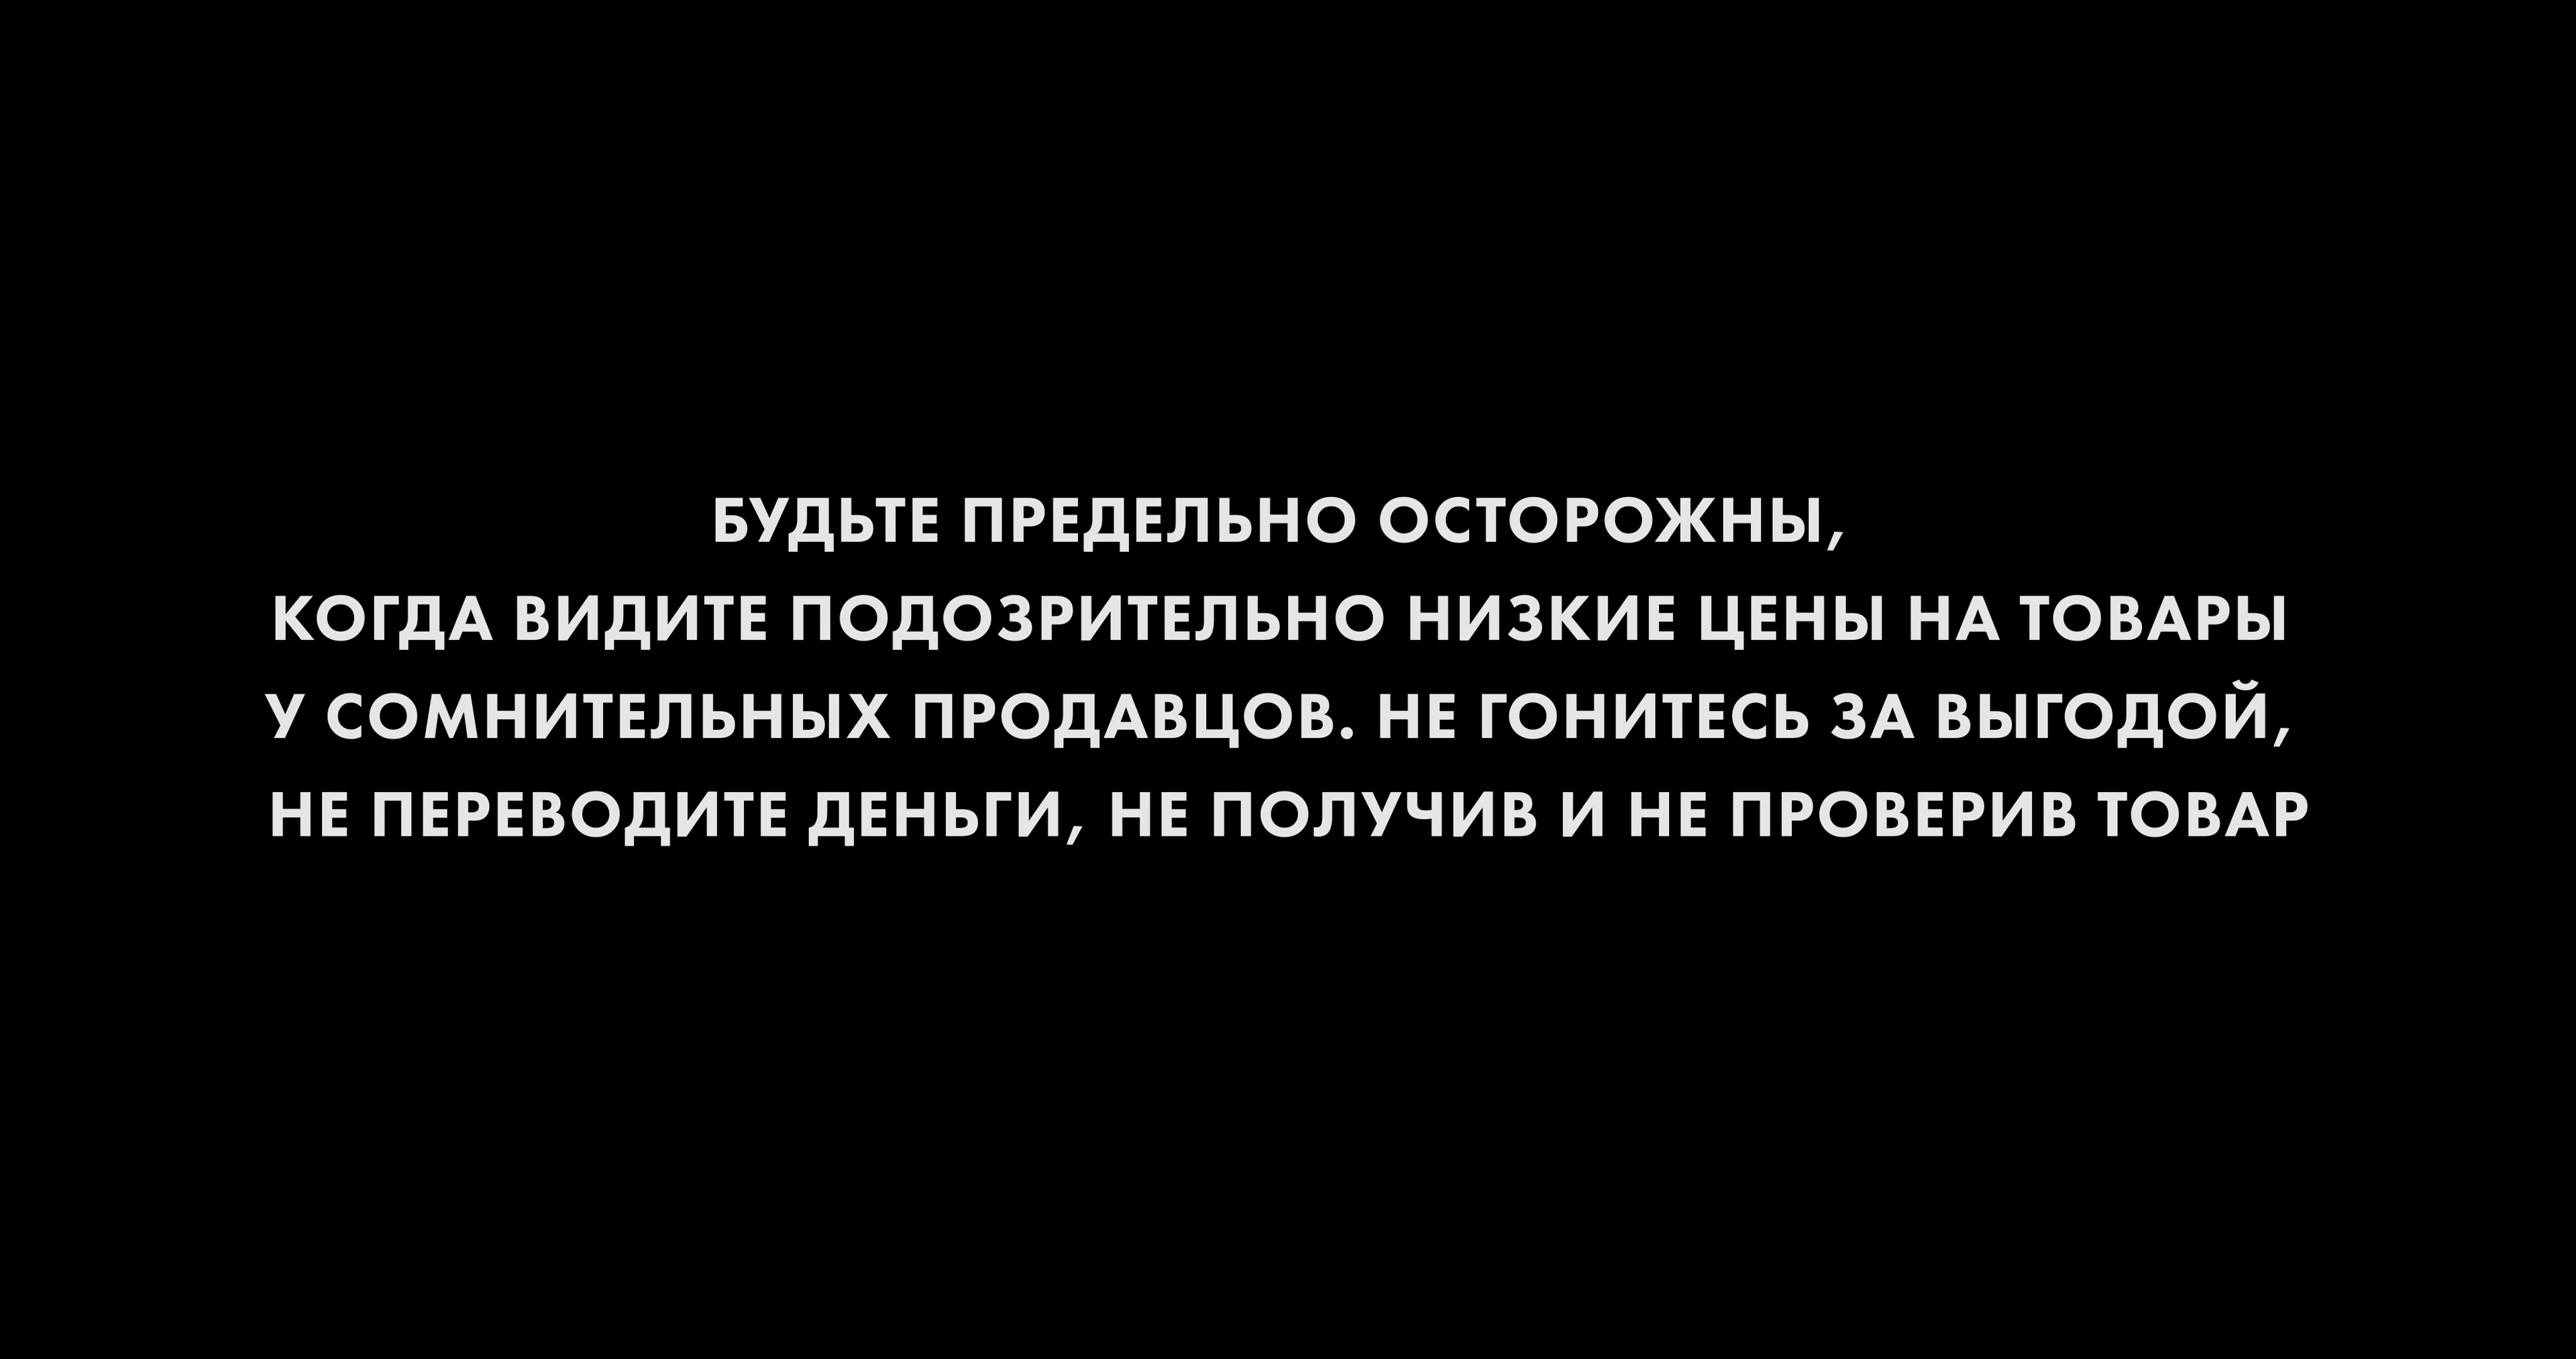 БУДЬТЕ ПРЕДЕЛЬНО ОСТОРОЖНЫ,
КОГДА ВИДИТЕ ПОДОЗРИТЕЛЬНО НИЗКИЕ ЦЕНЫ НА ТОВАРЫ
У СОМНИТЕЛЬНЫХ ПРОДАВЦОВ. НЕ ГОНИТЕСЬ ЗА ВЫГОДОЙ,
НЕ ПЕРЕВОДИТЕ ДЕНЬГИ, НЕ ПОЛУЧИВ И НЕ ПРОВЕРИВ ТОВАР